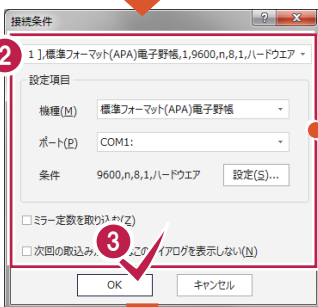 接続条件
2
1 ],標準フォーマット(APA)電子野帳,1,9600,n,8,1,ハードウエア
設定項目
機種(M) 標準フォーマット(APA)電子野帳
ポート(P) COM1:
条件 9600,n,8,1,ハードウエア 設定(S)...
ミラー定数を取り込む(Z)
次回の取込み
このダイアログを表示しない(N)
3
OK キャンセル